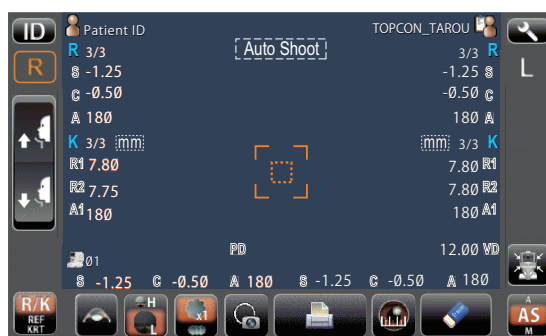 ID Patient ID TOPCON_TAROU
R 3/3 Auto Shoot 3/3 R
R L
S -1.25 -1.25 S
C -0.50 -0.50 C
A 180 180 A
K 3/3 mm mm 3/3 K
R1 7.80 7.80 R1
R2 7.75 7.80 R2
A1 180 180 A1
PD 12.00 VD
01
S -1.25 C -0.50 A 180 S -1.25 C -0.50 A 180
R/K REF KRT H L x1 A AS M